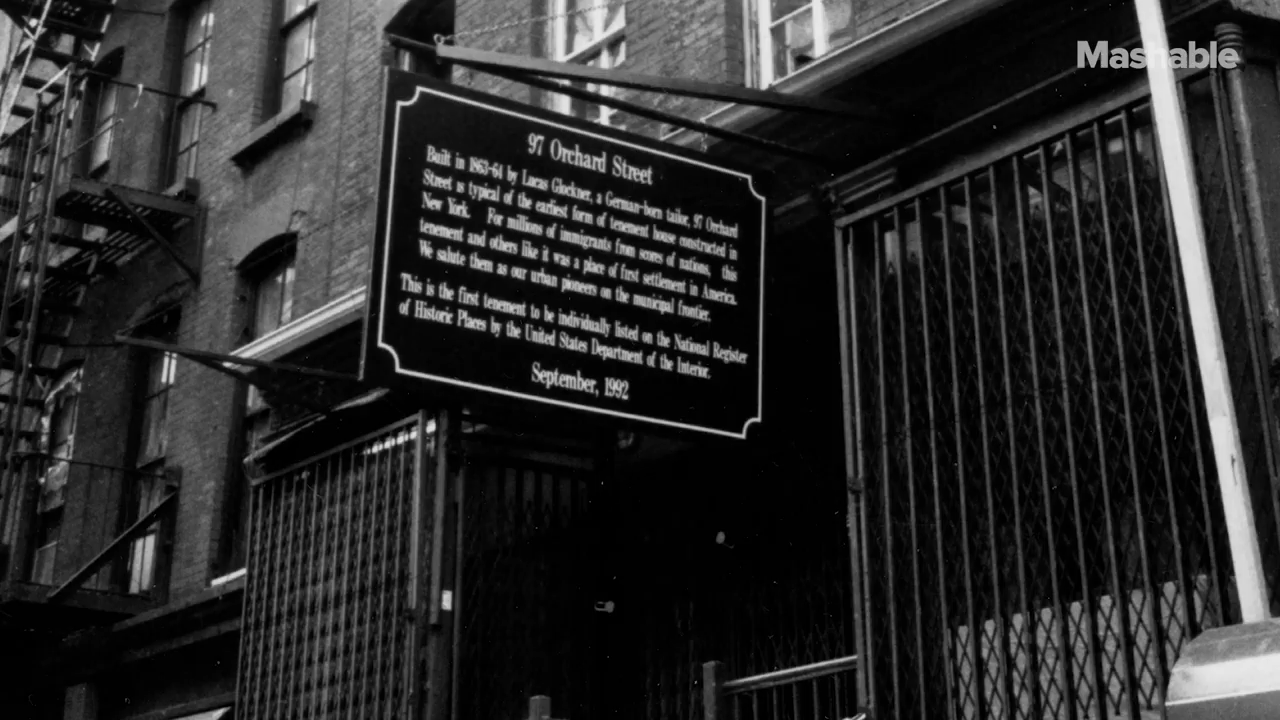 Mashable
97 Orchard Street
Built in 1863-64 by Lucas Glockner, a German-born tailor, 97 Orchard
Street is typical of the earliest form of tenement house constructed in
New York. For millions of immigrants from scores of nations, this
tenement and others like it was a place of first settlement in America.
We salute them as our urban pioneers on the municipal frontier.
This is the first tenement to be individually listed on the National Register
of Historic Places by the United States Department of the Interior.
September, 1992